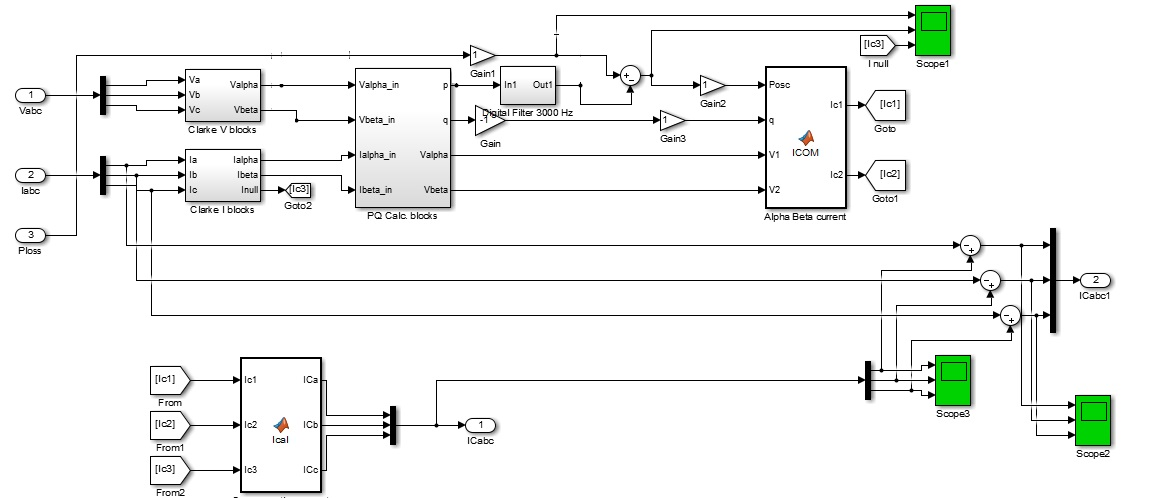 [Ic3]
I null
Scope1
1
Gain1
Va
Vb
Vc
Valpha
Vbeta
Clarke V blocks
1
Vabc
Valpha_in
Vbeta_in
Ialpha_in
Ibeta_in
p
q
Valpha
Vbeta
PQ Calc. blocks
In1
Out1
Digital Filter 3000 Hz
-1
Gain
1
Gain2
1
Gain3
Posc
q
V1
V2
ICOM
Ic1
Ic2
Alpha Beta current
[Ic1]
Goto
[Ic2]
Goto1
2
Iabc
Ia
Ib
Ic
Ialpha
Ibeta
Inull
Clarke I blocks
[Ic3]
Goto2
3
Ploss
2
ICabc1
[Ic1]
From
[Ic2]
From1
[Ic3]
From2
Ic1
Ic2
Ic3
Ical
ICa
ICb
ICc
1
ICabc
Scope3
Scope2